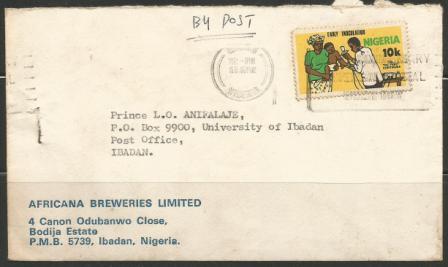 BY POST
EARLY INOCULATION
NIGERIA
10k
Prince L.O. ANIFALAJE,
P.O. Box 9900, University of Ibadan
Post Office,
IBADAN.
AFRICANA BREWERIES LIMITED
4 Canon Odubanwo Close,
Bodija Estate
P.M.B. 5739, Ibadan, Nigeria.